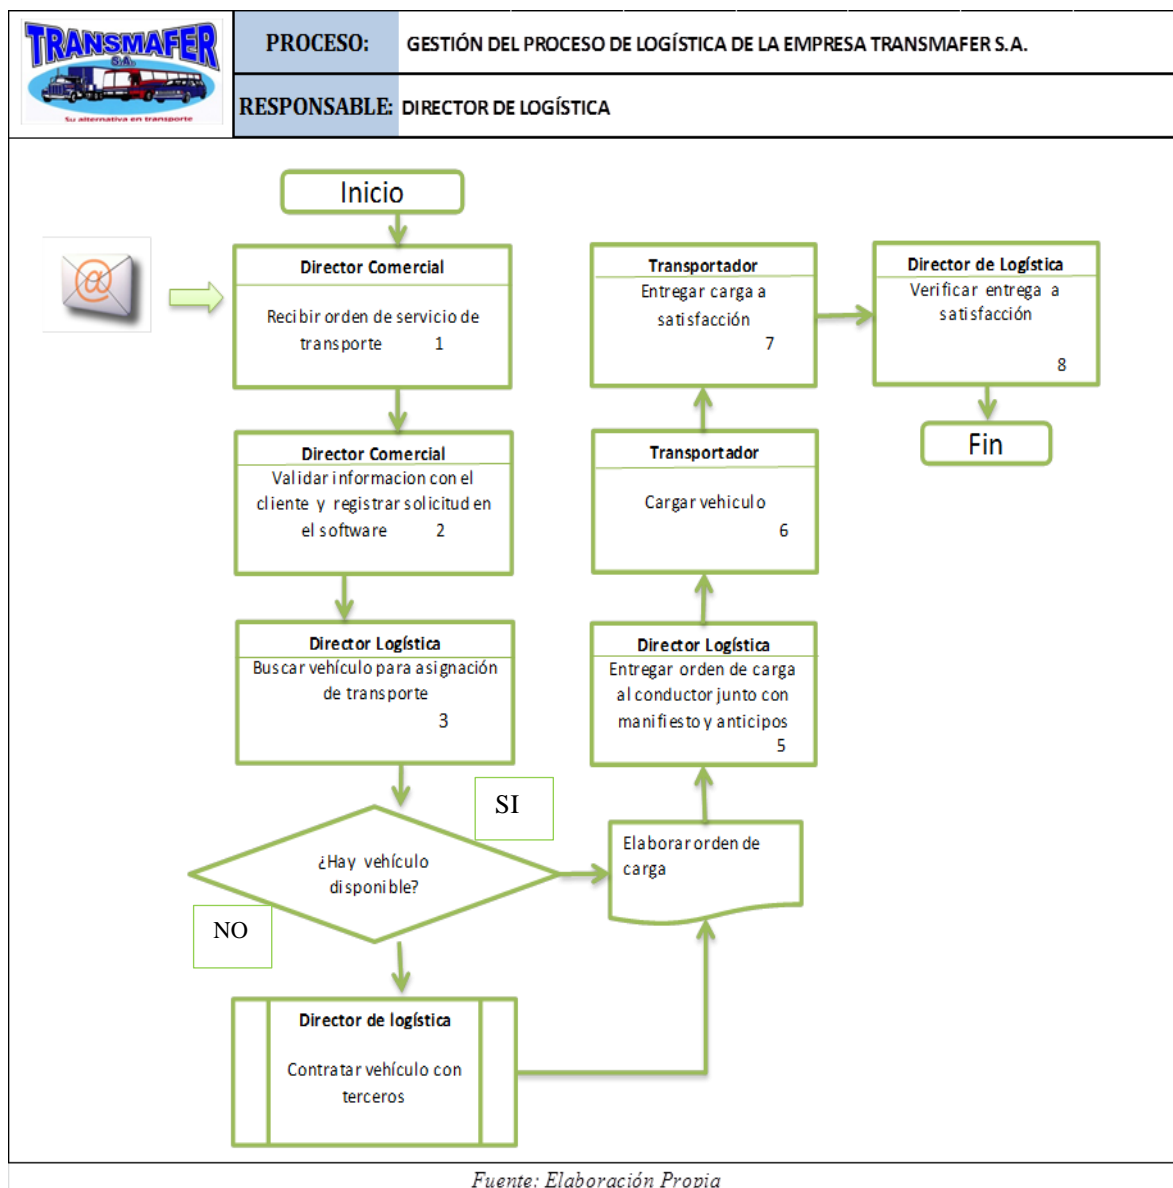 TRANSMAFER
S.A.
Su alternativa en transporte
PROCESO: GESTIÓN DEL PROCESO DE LOGÍSTICA DE LA EMPRESA TRANSMAFER S.A.
RESPONSABLE: DIRECTOR DE LOGÍSTICA
Inicio
@
Director Comercial
Recibir orden de servicio de
transporte 1
Director Comercial
Validar informacion con el
cliente y registrar solicitud en
el software 2
Director Logística
Buscar vehículo para asignación
de transporte
3
¿Hay vehículo
disponible?
SI
NO
Director de logística
Contratar vehículo con
terceros
Elaborar orden de
carga
Director Logística
Entregar orden de carga
al conductor junto con
manifiesto y anticipos
5
Transportador
Cargar vehiculo
6
Transportador
Entregar carga a
satisfacción
7
Director de Logística
Verificar entrega a
satisfacción
8
Fin
Fuente: Elaboración Propia